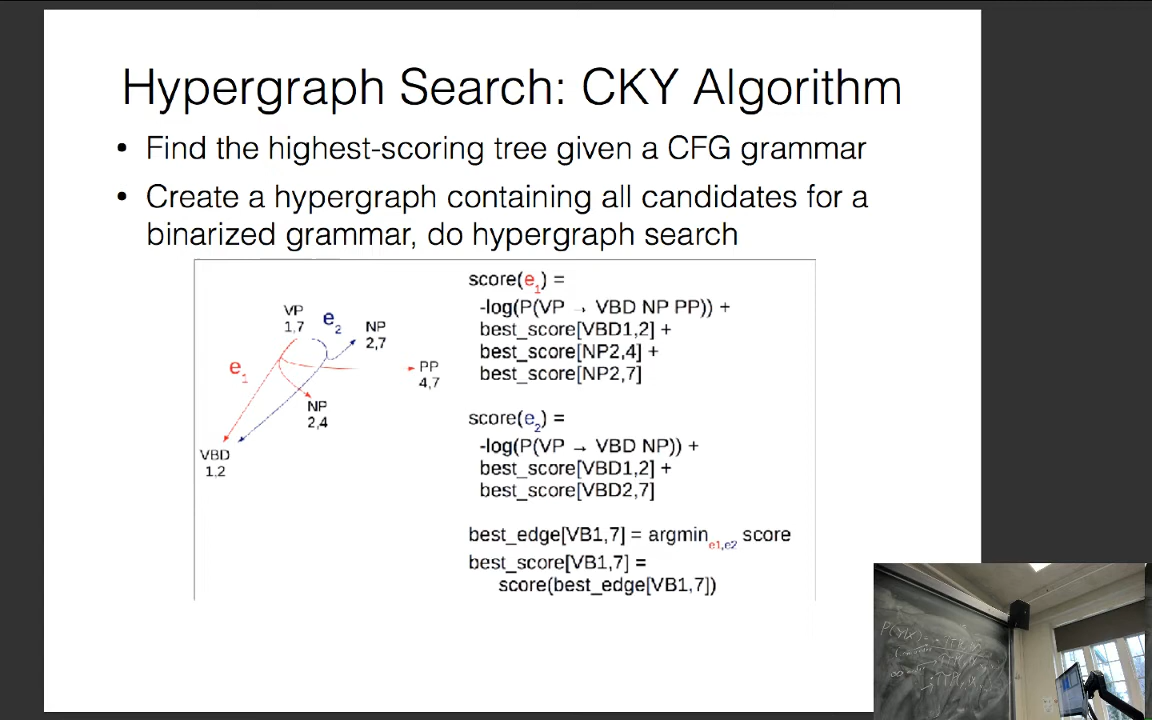 Hypergraph Search: CKY Algorithm
• Find the highest-scoring tree given a CFG grammar
• Create a hypergraph containing all candidates for a
binarized grammar, do hypergraph search
VP
1,7
e2
NP
2,7
e1
PP
4,7
NP
2,4
VBD
1,2
score(e1) =
-log(P(VP → VBD NP PP)) +
best_score[VBD1,2] +
best_score[NP2,4] +
best_score[NP2,7]
score(e2) =
-log(P(VP → VBD NP)) +
best_score[VBD1,2] +
best_score[VBD2,7]
best_edge[VB1,7] = argmin e1,e2 score
best_score[VB1,7] =
score(best_edge[VB1,7])
P(Y|X)=